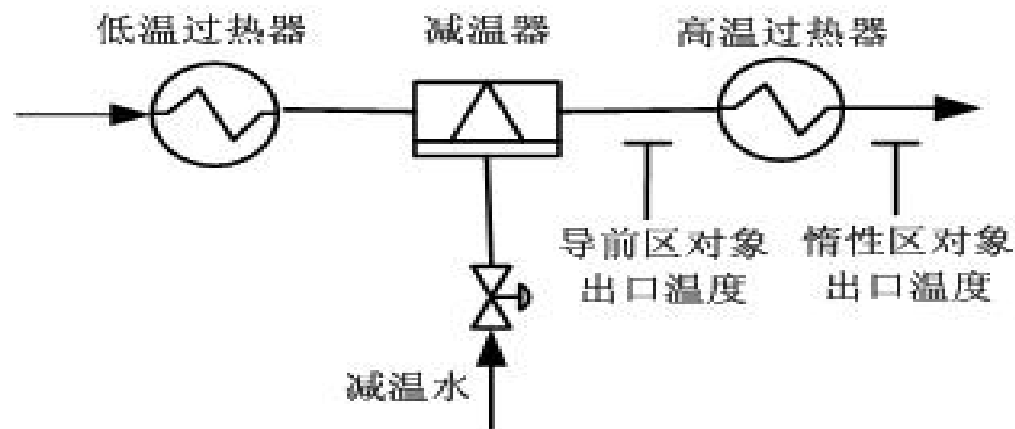 低温过热器
减温器
高温过热器
导前区对象
出口温度
惰性区对象
出口温度
减温水